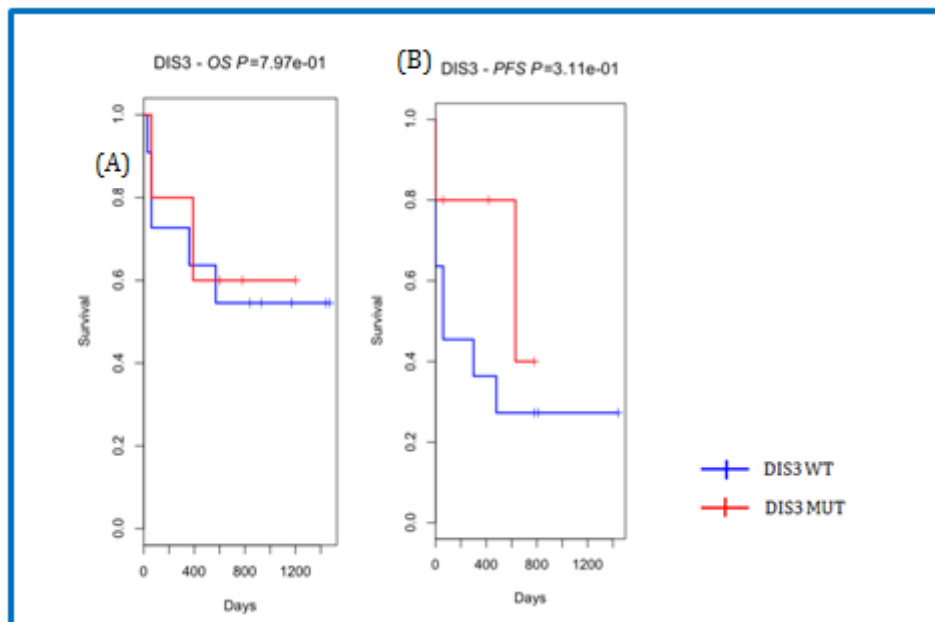 DIS3 - OS P=7.97e-01
(A)
Survival
1.0
0.8
0.6
0.4
0.2
0.0
0 400 800 1200
Days
(B)
DIS3 - PFS P=3.11e-01
Survival
1.0
0.8
0.6
0.4
0.2
0.0
0 400 800 1200
Days
DIS3 WT
DIS3 MUT